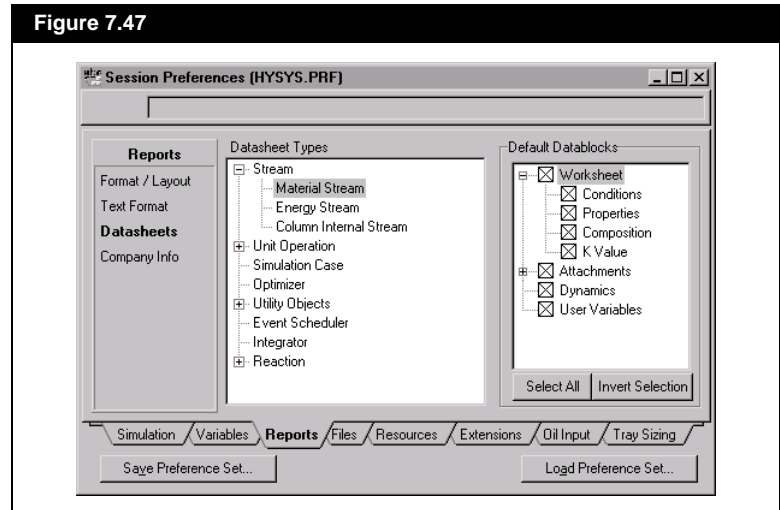 Figure 7.47
Session Preferences (HYSYS.PRF)
Reports
Format / Layout
Text Format
Datasheets
Company Info
Datasheet Types
Stream
Material Stream
Energy Stream
Column Internal Stream
Unit Operation
Simulation Case
Optimizer
Utility Objects
Event Scheduler
Integrator
Reaction
Default Datablocks
Worksheet
Conditions
Properties
Composition
K Value
Attachments
Dynamics
User Variables
Select All
Invert Selection
Simulation
Variables
Reports
Files
Resources
Extensions
Oil Input
Tray Sizing
Save Preference Set...
Load Preference Set...